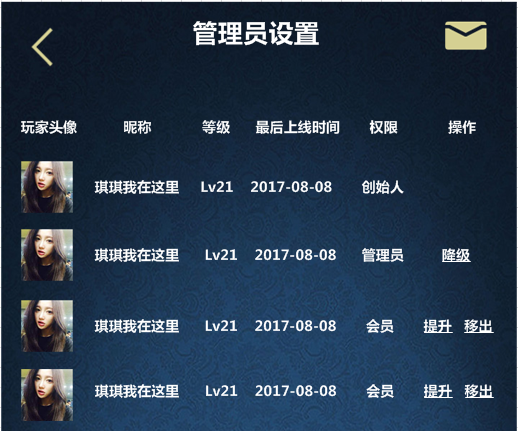 管理员设置
玩家头像 昵称 等级 最后上线时间 权限 操作
琪琪我在这里 Lv21 2017-08-08 创始人
琪琪我在这里 Lv21 2017-08-08 管理员 降级
琪琪我在这里 Lv21 2017-08-08 会员 提升 移出
琪琪我在这里 Lv21 2017-08-08 会员 提升 移出